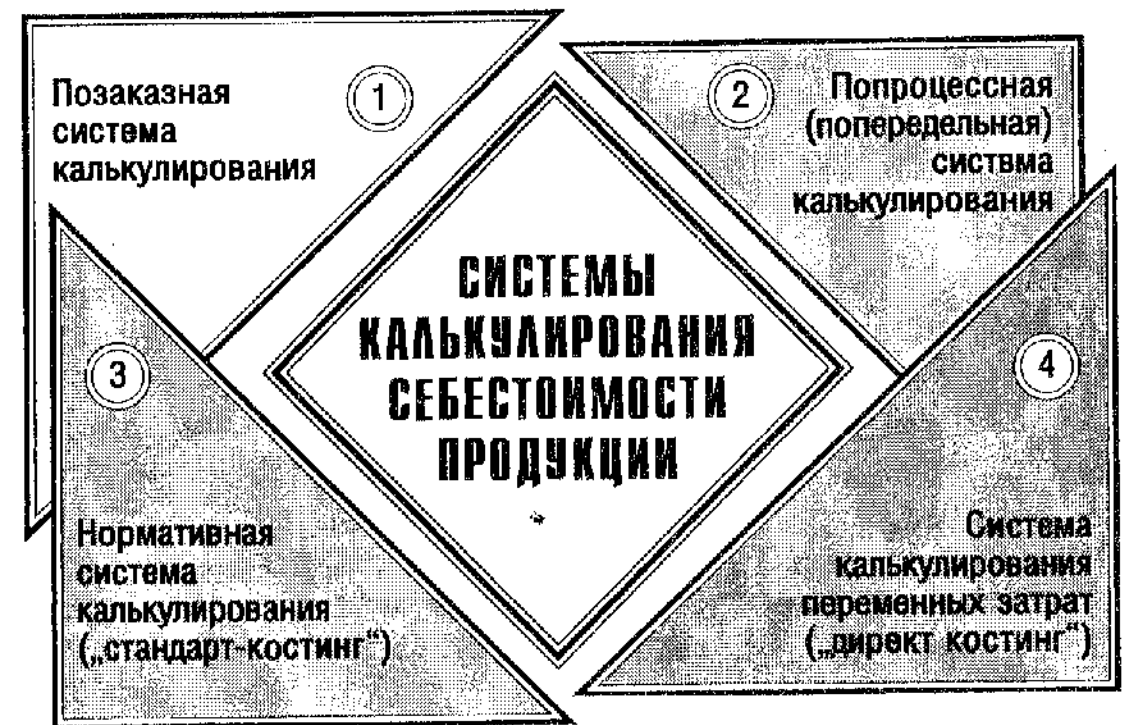 Позаказная
система
калькулирования
1
2
Попроцессная
(попередельная)
система
калькулирования
СИСТЕМЫ
КАЛЬКУЛИРОВАНИЯ
СЕБЕСТОИМОСТИ
ПРОДУКЦИИ
3
Нормативная
система
калькулирования
(„стандарт-костинг“)
4
Система
калькулирования
переменных затрат
(„директ костинг“)